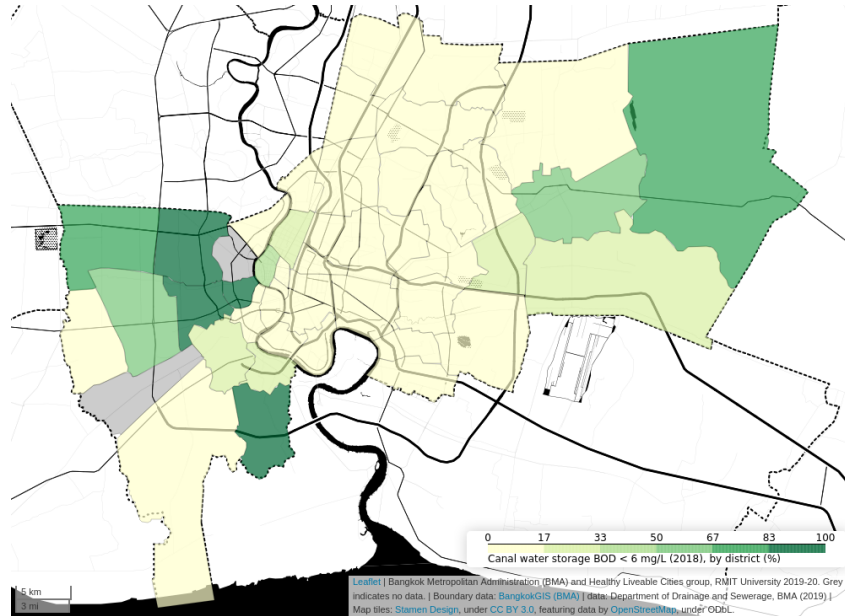 0 17 33 50 67 83 100
Canal water storage BOD < 6 mg/L (2018), by district (%)
5 km
3 mi
Leaflet | Bangkok Metropolitan Administration (BMA) and Healthy Liveable Cities group, RMIT University 2019-20. Grey
indicates no data. | Boundary data: BangkokGIS (BMA) | data: Department of Drainage and Sewerage, BMA (2019) |
Map tiles: Stamen Design, under CC BY 3.0, featuring data by OpenStreetMap, under ODbL.